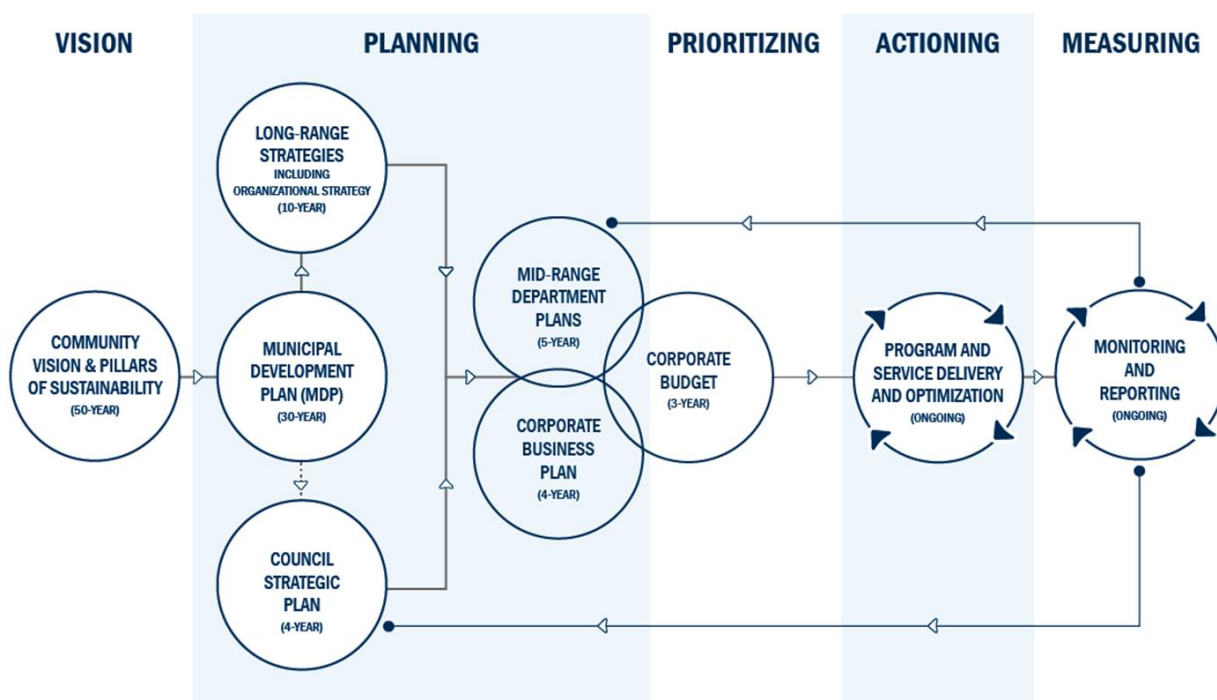 VISION
PLANNING
PRIORITIZING
ACTIONING
MEASURING
LONG-RANGE
STRATEGIES
INCLUDING
ORGANIZATIONAL STRATEGY
(10-YEAR)
COMMUNITY
VISION & PILLARS
OF SUSTAINABILITY
(50-YEAR)
MUNICIPAL
DEVELOPMENT
PLAN (MDP)
(30-YEAR)
COUNCIL
STRATEGIC
PLAN
(4-YEAR)
MID-RANGE
DEPARTMENT
PLANS
(5-YEAR)
CORPORATE
BUSINESS
PLAN
(4-YEAR)
CORPORATE
BUDGET
(3-YEAR)
PROGRAM AND
SERVICE DELIVERY
AND OPTIMIZATION
(ONGOING)
MONITORING
AND
REPORTING
(ONGOING)